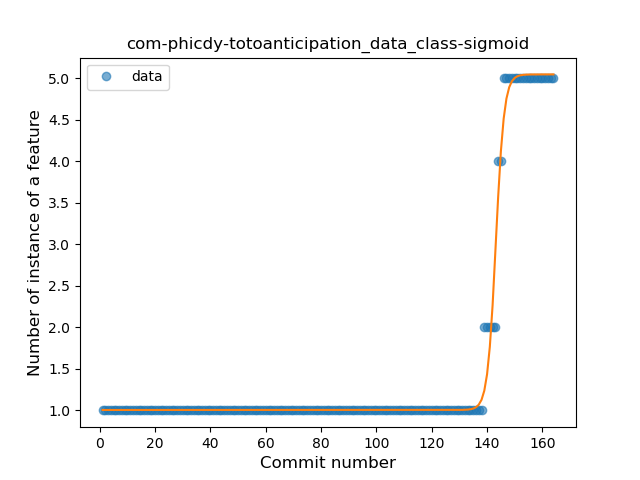 com-phicdy-totoanticipation_data_class-sigmoid
data
Number of instance of a feature
5.0
4.5
4.0
3.5
3.0
2.5
2.0
1.5
1.0
0 20 40 60 80 100 120 140 160
Commit number